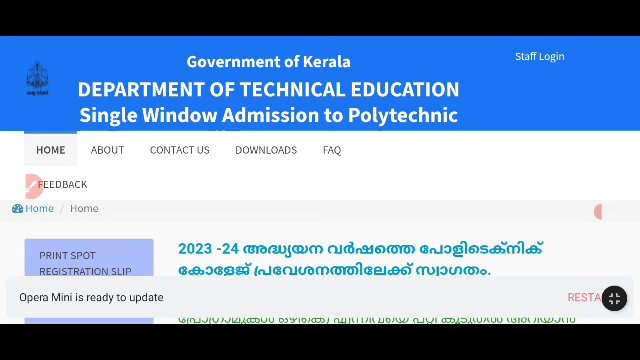 Government of Kerala
Staff Login
DEPARTMENT OF TECHNICAL EDUCATION
Single Window Admission to Polytechnic
HOME ABOUT CONTACT US DOWNLOADS FAQ
FEEDBACK
Home / Home
2023 -24 അദ്ധ്യയന വർഷത്തെ പോളിടെക്നിക്
കോളേജ് പ്രവേശനത്തിലേക്ക് സ്വാഗതം.
PRINT SPOT
REGISTRATION SLIP
Opera Mini is ready to update
RESTA